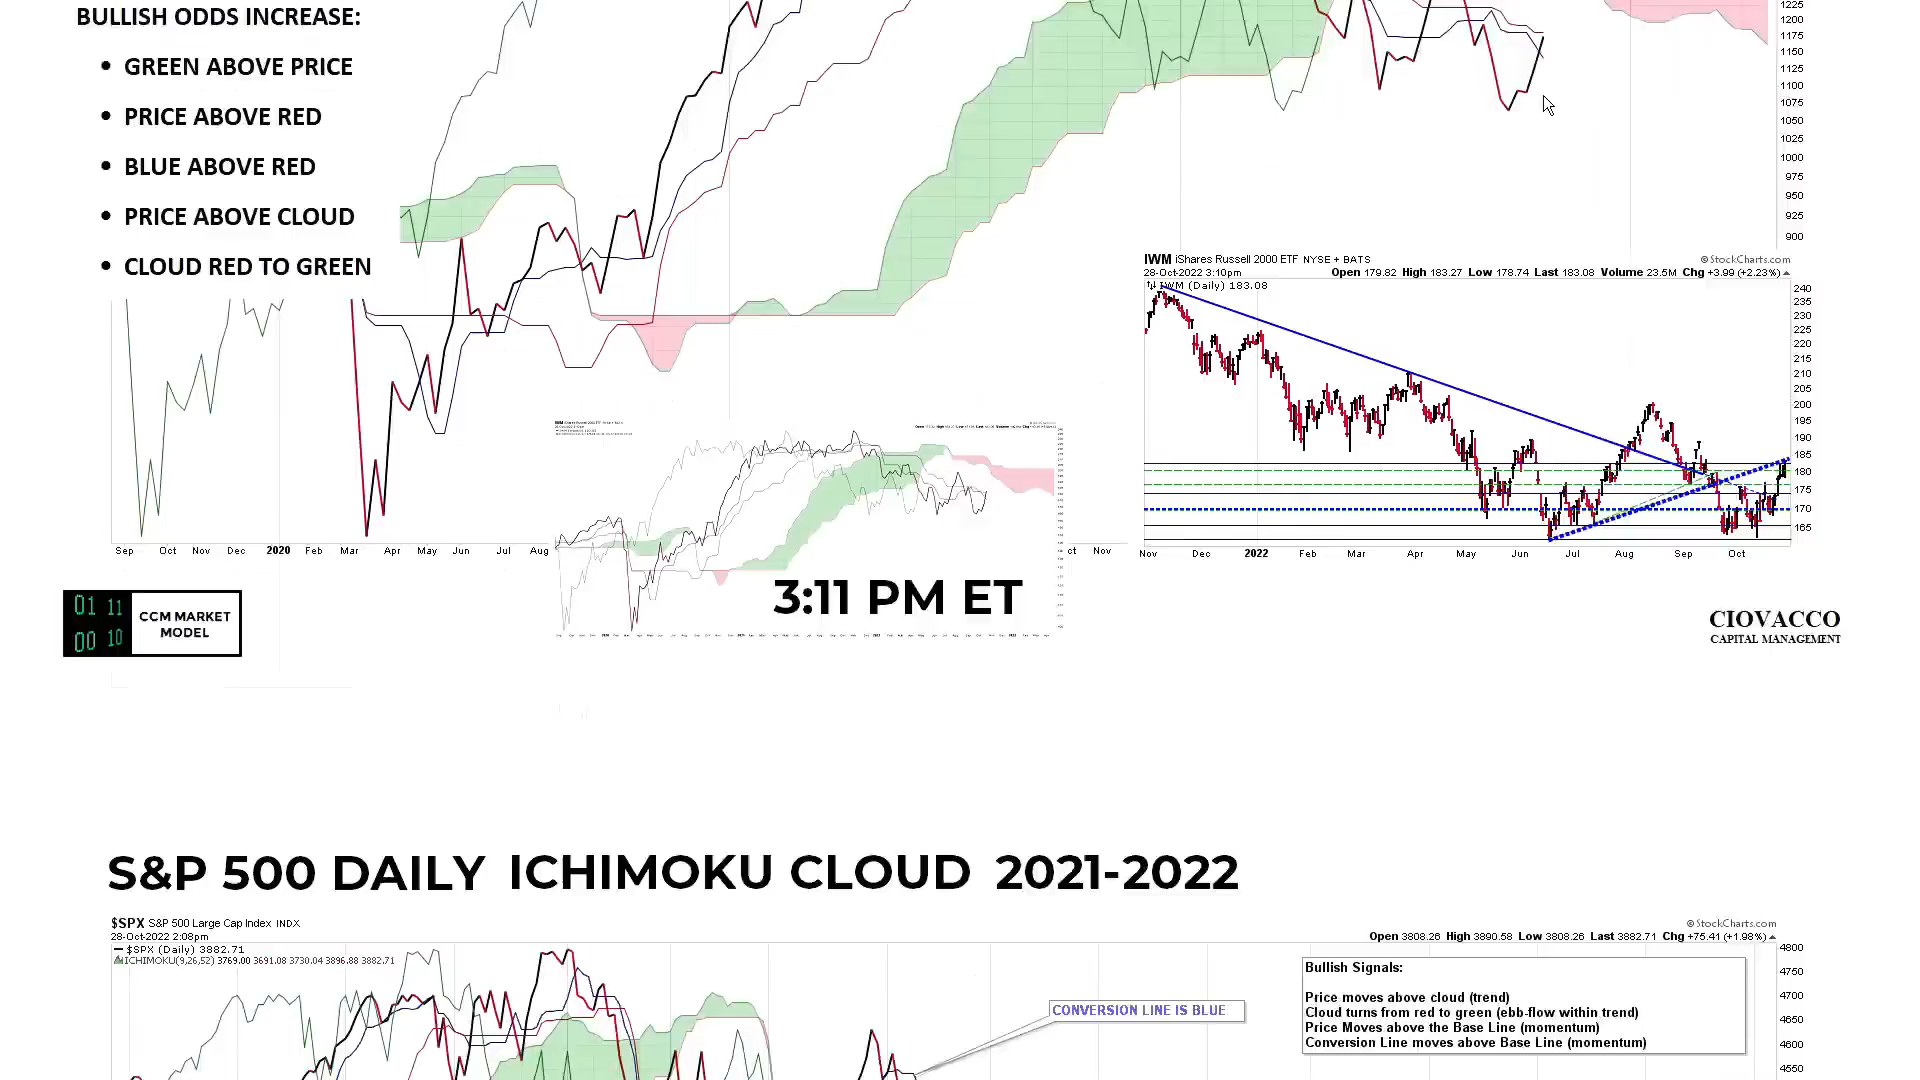 BULLISH ODDS INCREASE:
• GREEN ABOVE PRICE
• PRICE ABOVE RED
• BLUE ABOVE RED
• PRICE ABOVE CLOUD
• CLOUD RED TO GREEN
1225
1200
1175
1150
1125
1100
1075
1050
1025
1000
975
950
925
900
Sep Oct Nov Dec 2020 Feb Mar Apr May Jun Jul Aug
Nov
3:11 PM ET
IWM iShares Russell 2000 ETF NYSE + BATS
©StockCharts.com
28-Oct-2022 3:10pm
Open 179.82 High 183.27 Low 178.74 Last 183.08 Volume 23.5M Chg +3.99 (+2.23%)
IWM (Daily) 183.08
240
235
230
225
220
215
210
205
200
195
190
185
180
175
170
165
Nov Dec 2022 Feb Mar Apr May Jun Jul Aug Sep Oct
01 11
00 10
CCM MARKET
MODEL
CIOVACCO
CAPITAL MANAGEMENT
S&P 500 DAILY ICHIMOKU CLOUD 2021-2022
$SPX S&P 500 Large Cap Index INDX
©StockCharts.com
28-Oct-2022 2:08pm
Open 3808.26 High 3890.58 Low 3808.26 Last 3882.71 Chg +75.41 (+1.98%)
$SPX (Daily) 3882.71
ICHIMOKU(9,26,52) 3769.00 3691.08 3730.04 3896.88 3882.71
4800
4750
4700
4650
4600
4550
CONVERSION LINE IS BLUE
Bullish Signals:
Price moves above cloud (trend)
Cloud turns from red to green (ebb-flow within trend)
Price Moves above the Base Line (momentum)
Conversion Line moves above Base Line (momentum)